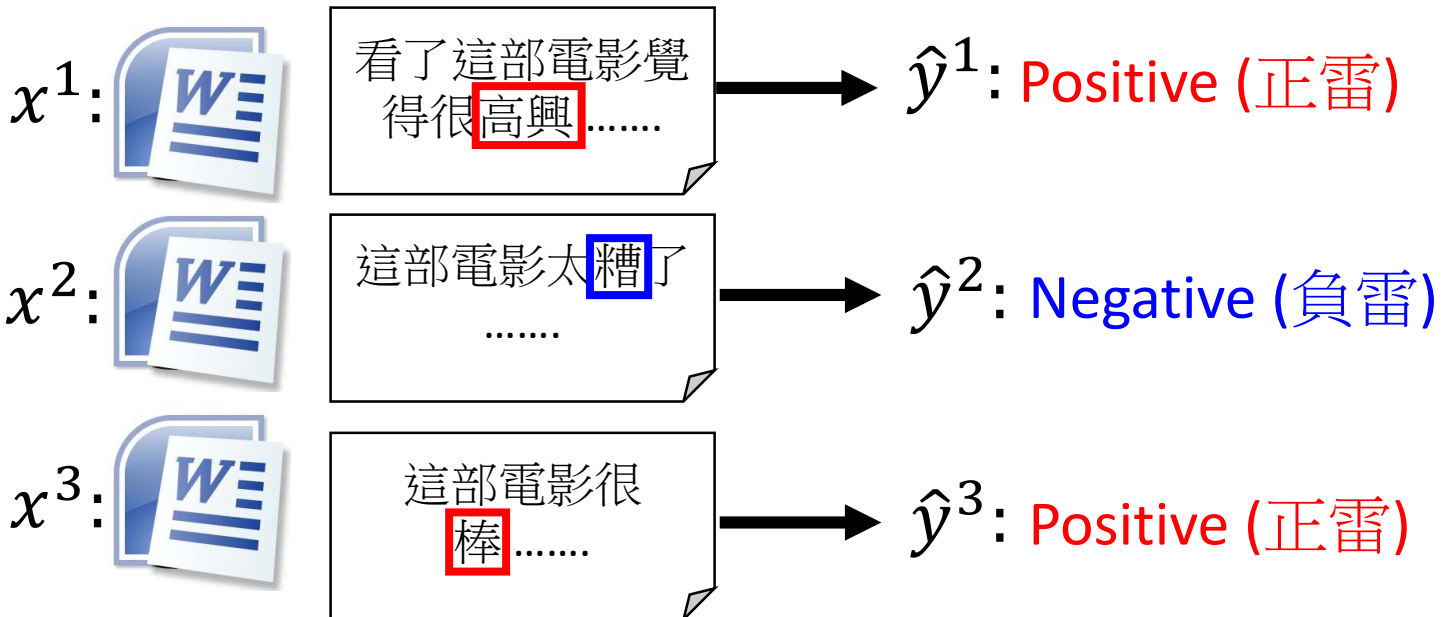 x¹:
W
看了這部電影覺
得很高興.......
ŷ¹: Positive (正雷)
x²:
W
這部電影太糟了
.......
ŷ²: Negative (負雷)
x³:
W
這部電影很
棒.......
ŷ³: Positive (正雷)